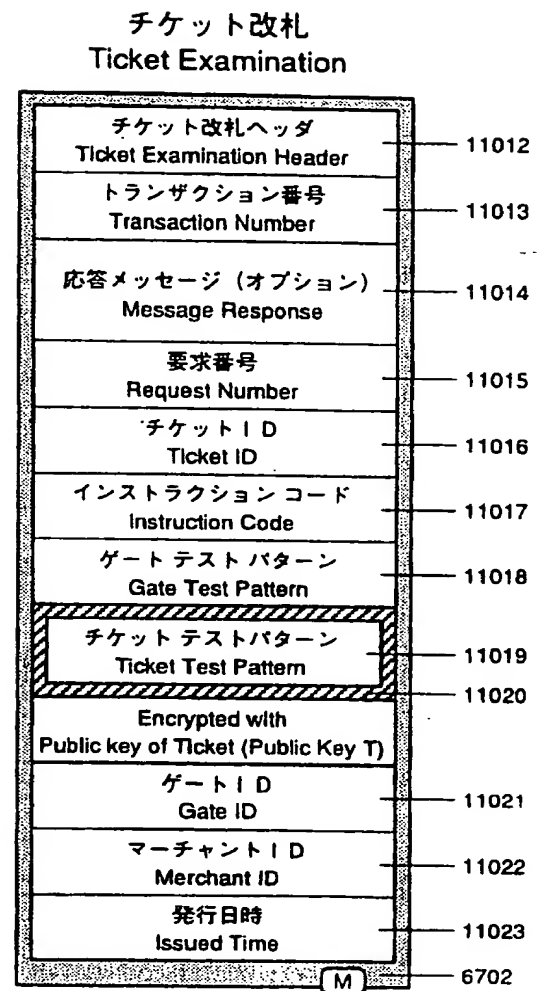 チケット改札
Ticket Examination
チケット改札ヘッダ
Ticket Examination Header
11012
トランザクション番号
Transaction Number
11013
応答メッセージ (オプション)
Message Response
11014
要求番号
Request Number
11015
チケットID
Ticket ID
11016
インストラクション コード
Instruction Code
11017
ゲート テスト パターン
Gate Test Pattern
11018
チケット テストパターン
Ticket Test Pattern
11019
11020
Encrypted with
Public key of Ticket (Public Key T)
ゲートID
Gate ID
11021
マーチャントID
Merchant ID
11022
発行日時
Issued Time
11023
M
6702